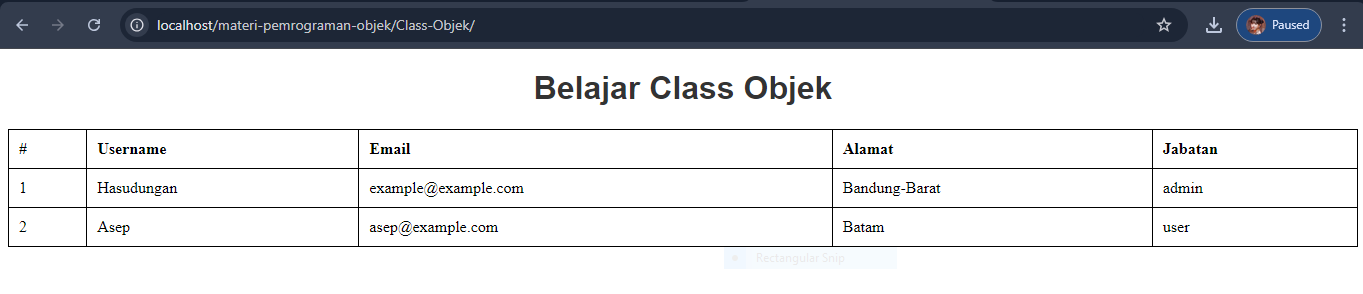 localhost/materi-pemrograman-objek/Class-Objek/ Paused
Belajar Class Objek
# Username Email Alamat Jabatan
1 Hasudungan example@example.com Bandung-Barat admin
2 Asep asep@example.com Batam user
Rectangular Snip